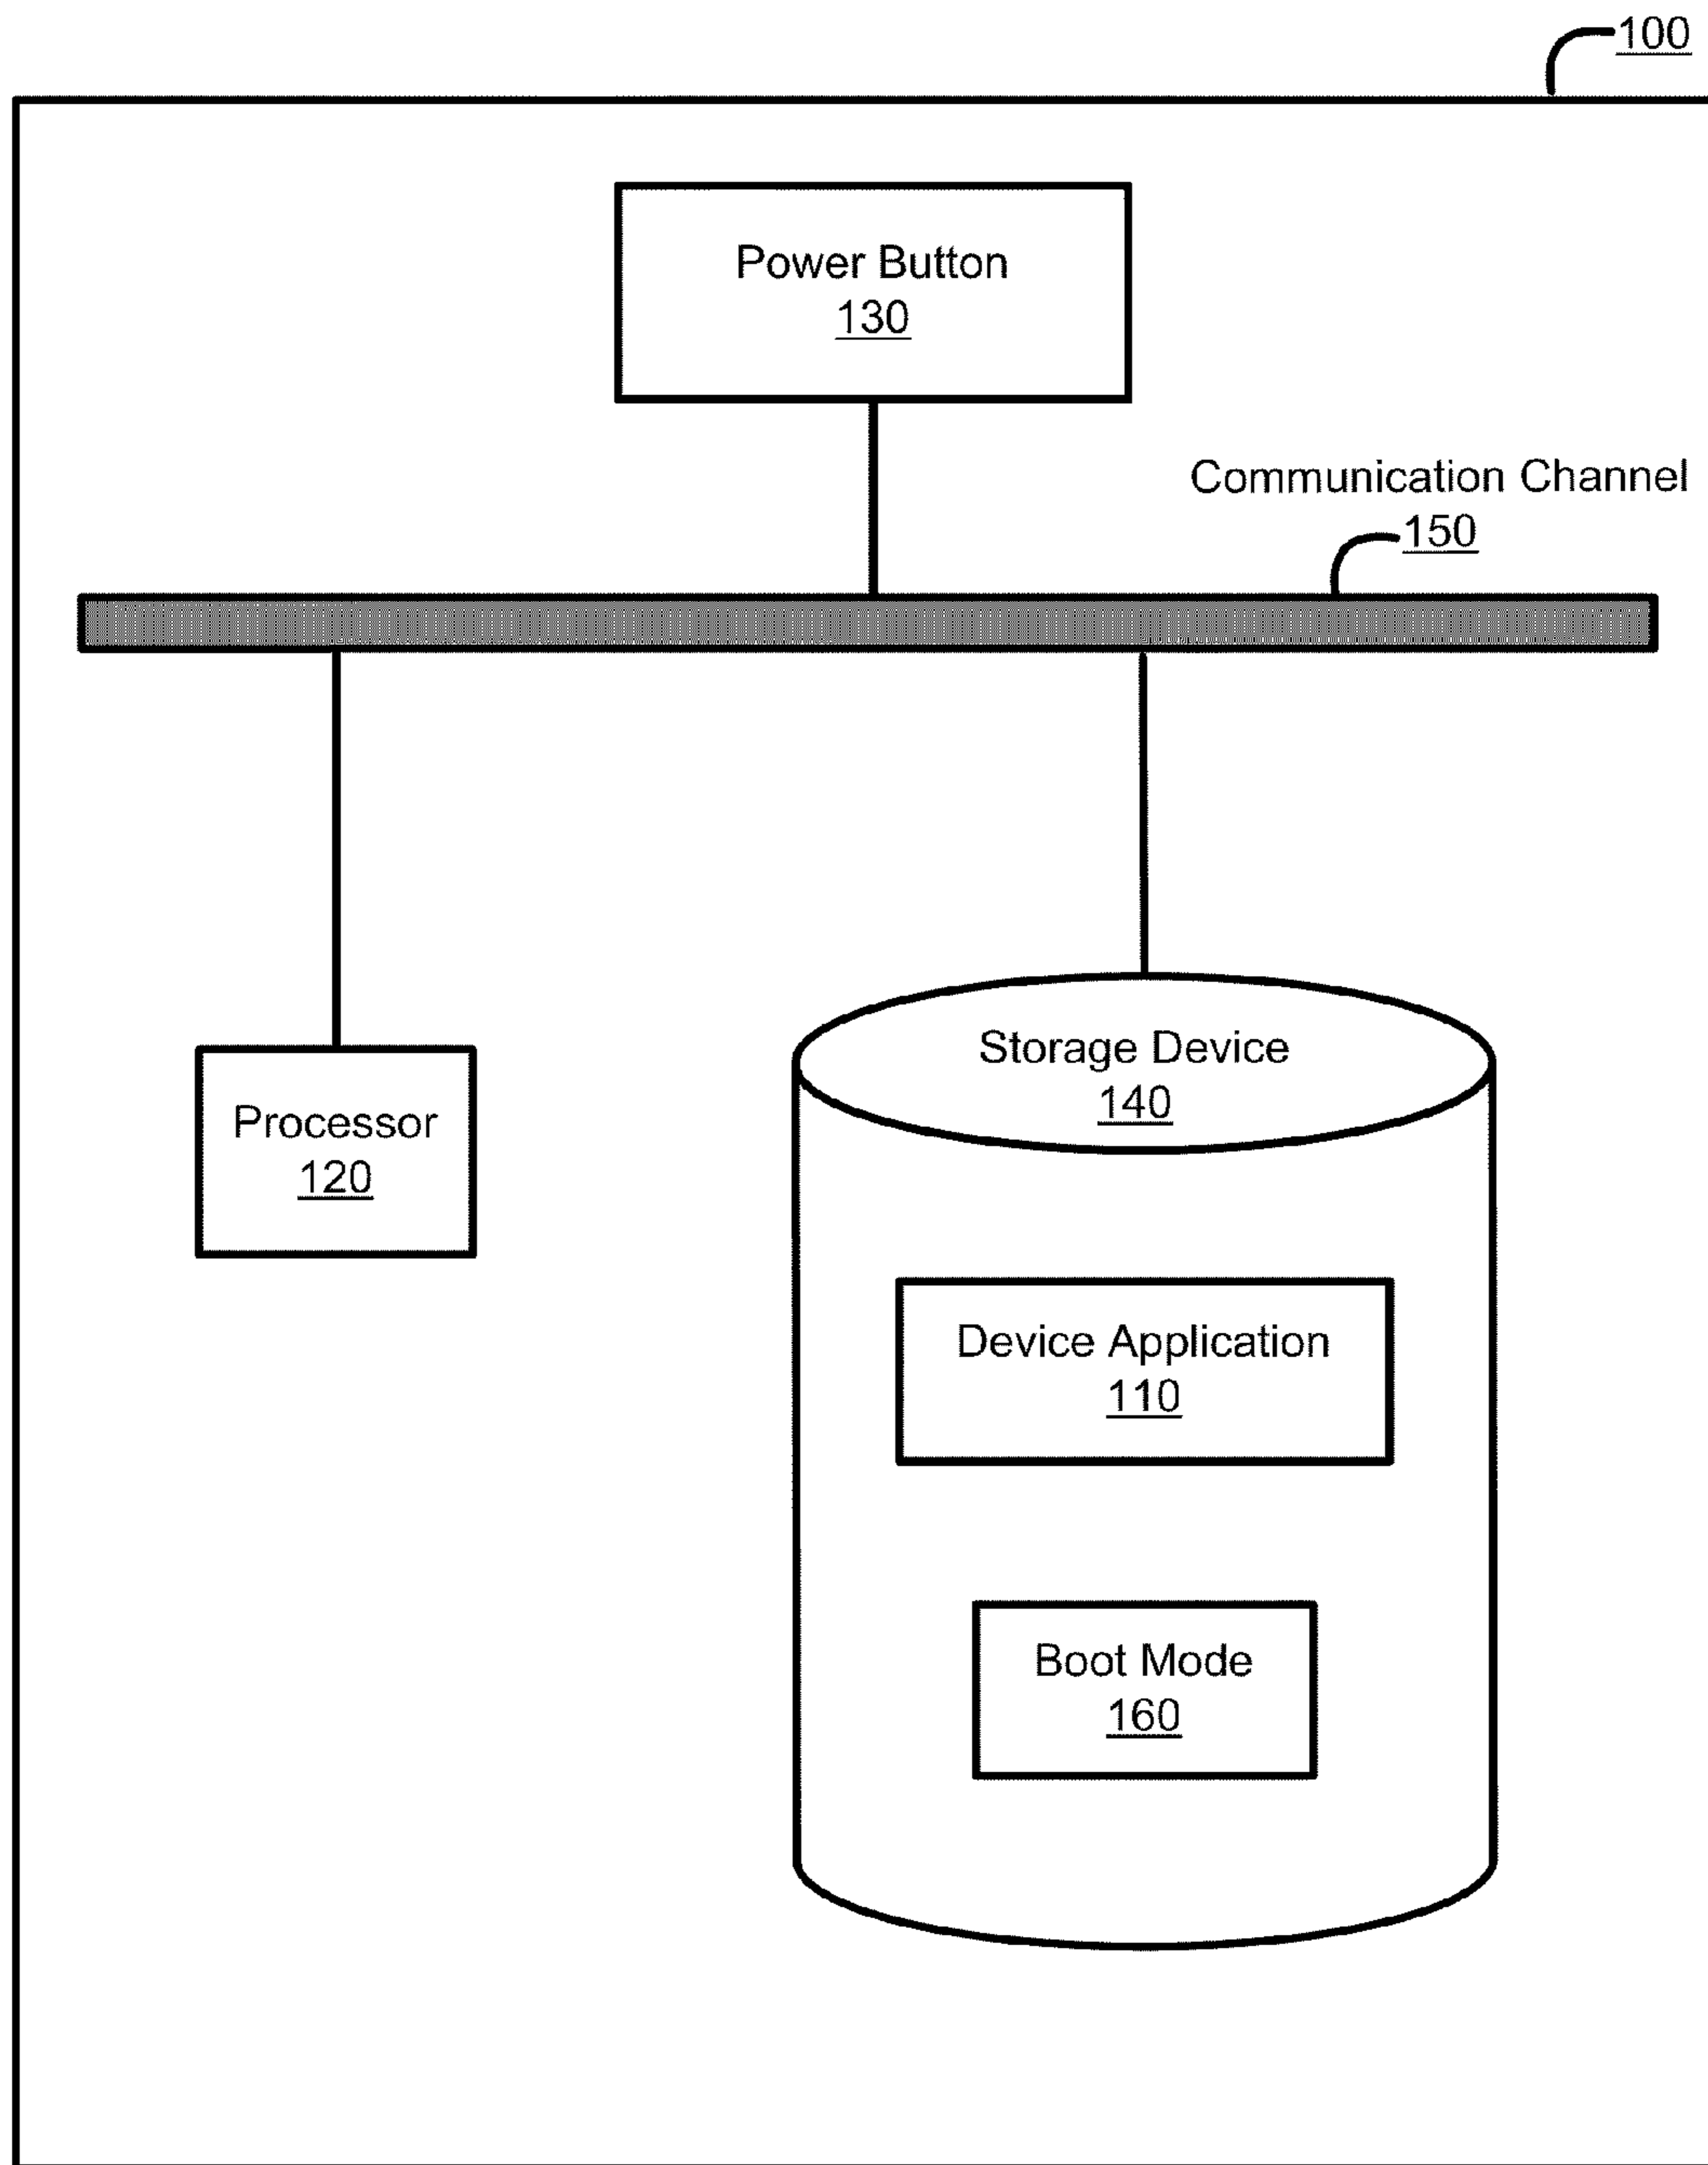 100
Power Button
130
Communication Channel
150
Storage Device
140
Processor
120
Device Application
110
Boot Mode
160